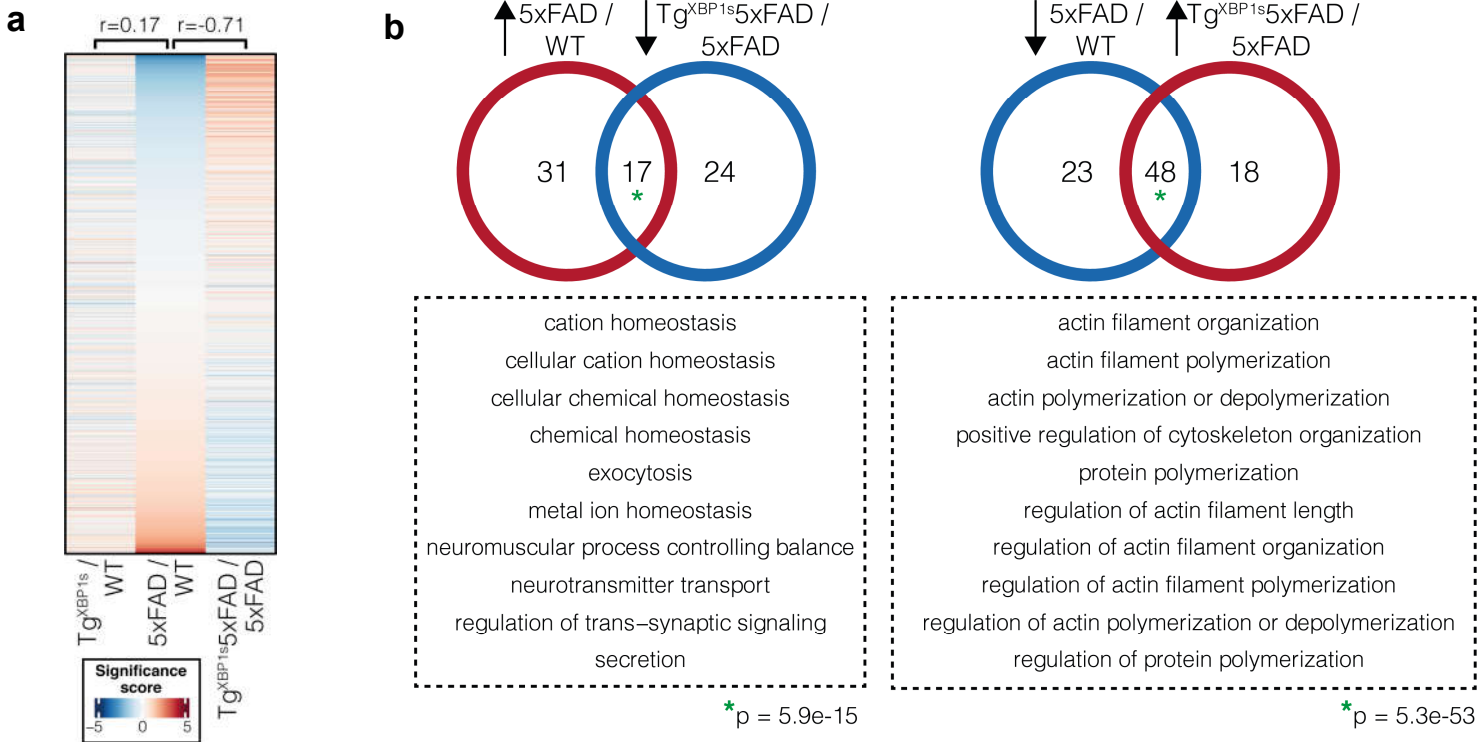 a
r=0.17 r=-0.71
TgXBP1s /
WT
5xFAD /
WT
TgXBP1s5xFAD /
5xFAD
Significance
score
−5 0 5
b
5xFAD /
WT
TgXBP1s5xFAD /
5xFAD
31 17 24
*
cation homeostasis
cellular cation homeostasis
cellular chemical homeostasis
chemical homeostasis
exocytosis
metal ion homeostasis
neuromuscular process controlling balance
neurotransmitter transport
regulation of trans−synaptic signaling
secretion
*p = 5.9e-15
5xFAD /
WT
TgXBP1s5xFAD /
5xFAD
23 48 18
*
actin filament organization
actin filament polymerization
actin polymerization or depolymerization
positive regulation of cytoskeleton organization
protein polymerization
regulation of actin filament length
regulation of actin filament organization
regulation of actin filament polymerization
regulation of actin polymerization or depolymerization
regulation of protein polymerization
*p = 5.3e-53